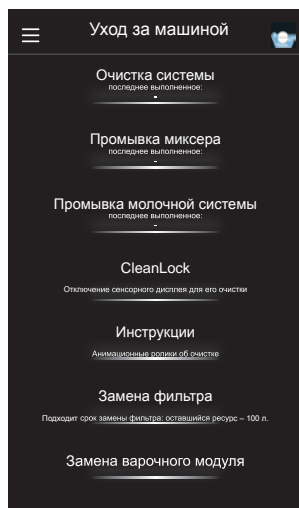 Уход за машиной
Очистка системы
последнее выполненное:
-
Промывка миксера
последнее выполненное:
-
Промывка молочной системы
последнее выполненное:
-
CleanLock
Отключение сенсорного дисплея для его очистки
Инструкции
Анимационные ролики об очистке
Замена фильтра
Подходит срок замены фильтра: оставшийся ресурс – 100 л.
Замена варочного модуля